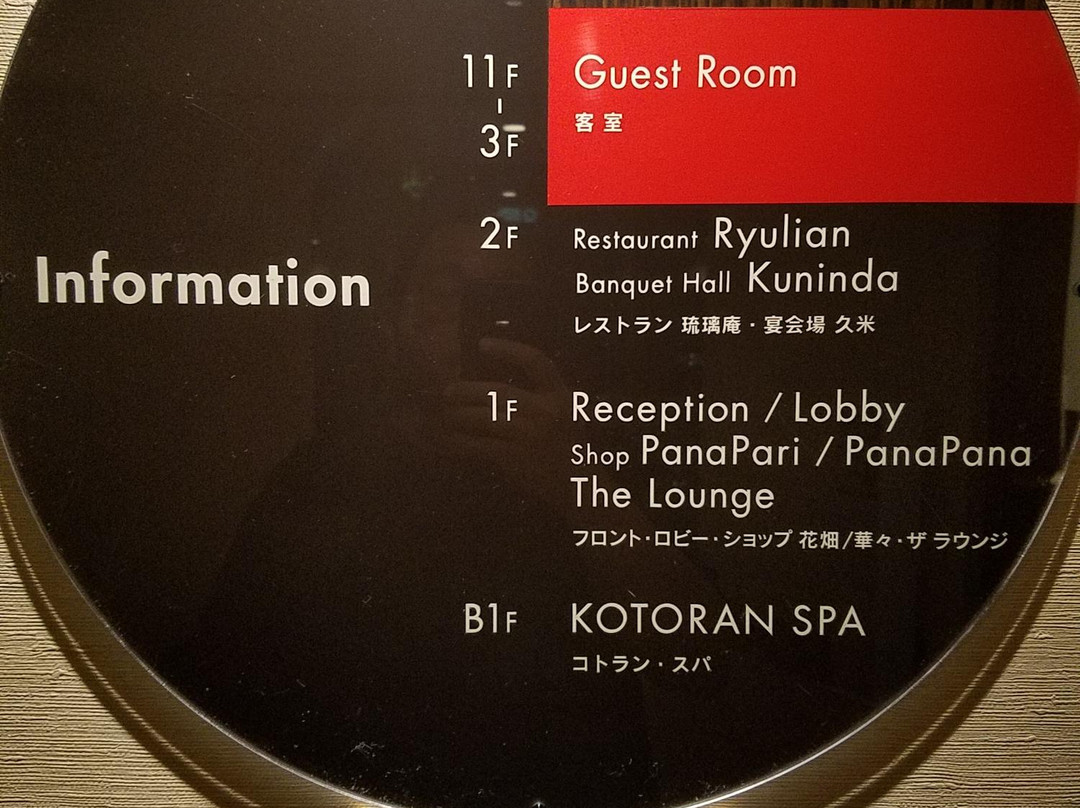 Information
11F
Guest Room
客室
3F
2F
Restaurant Ryulian
Banquet Hall Kuninda
レストラン 琉璃庵・宴会場 久米
1F
Reception / Lobby
Shop PanaPari / PanaPana
The Lounge
フロント・ロビー・ショップ 花畑/華々・ザ ラウンジ
B1F
KOTORAN SPA
コトラン・スパ